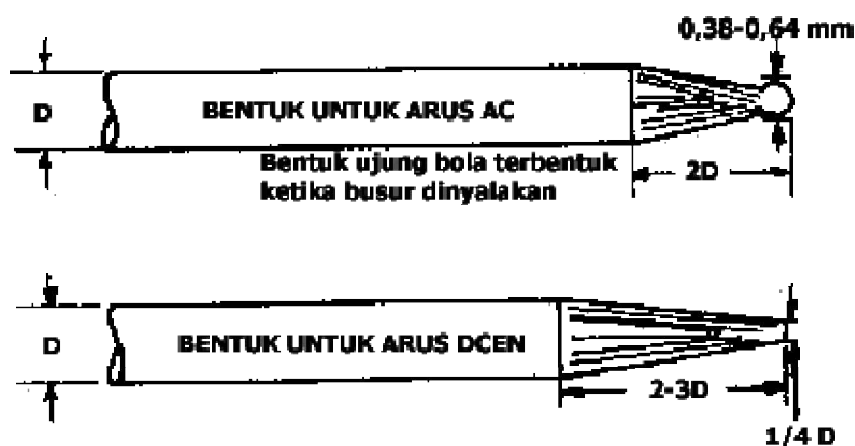 0,38-0,64 mm
D
BENTUK UNTUK ARUS AC
Bentuk ujung bola terbentuk
ketika busur dinyalakan
2D
D
BENTUK UNTUK ARUS DCEN
2-3D
1/4 D